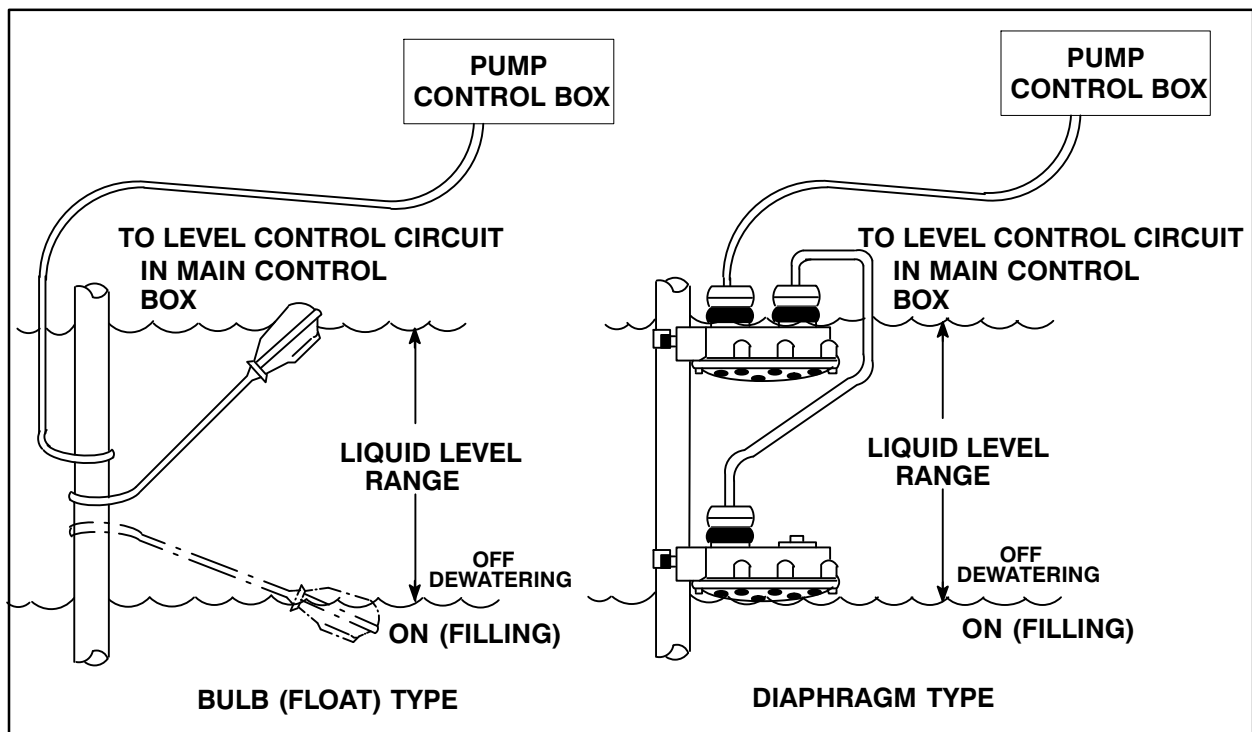 PUMP
CONTROL BOX
TO LEVEL CONTROL CIRCUIT
IN MAIN CONTROL
BOX
LIQUID LEVEL
RANGE
OFF
DEWATERING
ON (FILLING)
BULB (FLOAT) TYPE
PUMP
CONTROL BOX
TO LEVEL CONTROL CIRCUIT
IN MAIN CONTROL
BOX
LIQUID LEVEL
RANGE
OFF
DEWATERING
ON (FILLING)
DIAPHRAGM TYPE